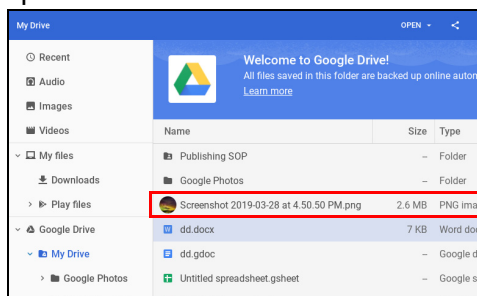 My Drive OPEN
Recent
Audio
Images
Videos
My files
Downloads
Play files
Google Drive
My Drive
Google Photos
Welcome to Google Drive!
All files saved in this folder are backed up online
Learn more
Name Size Type
Publishing SOP -- Folder
Google Photos -- Folder
Screenshot 2019-03-28 at 4.50.50 PM.png 2.6 MB PNG
dd.docx 7 KB Word
dd.gdoc -- Google
Untitled spreadsheet.gsheet -- Google